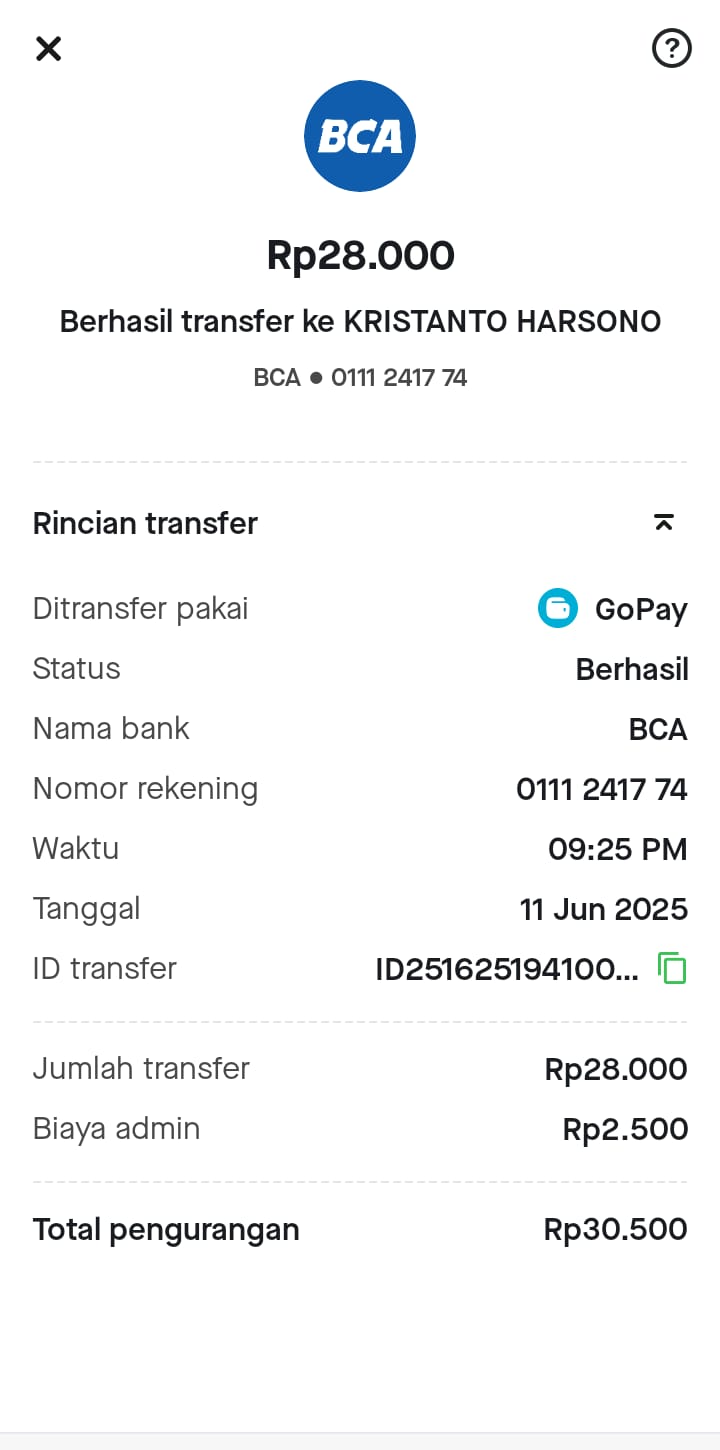 BCA
Rp28.000
Berhasil transfer ke KRISTANTO HARSONO
BCA ● 0111 2417 74
Rincian transfer
Ditransfer pakai GoPay
Status Berhasil
Nama bank BCA
Nomor rekening 0111 2417 74
Waktu 09:25 PM
Tanggal 11 Jun 2025
ID transfer ID251625194100...
Jumlah transfer Rp28.000
Biaya admin Rp2.500
Total pengurangan Rp30.500